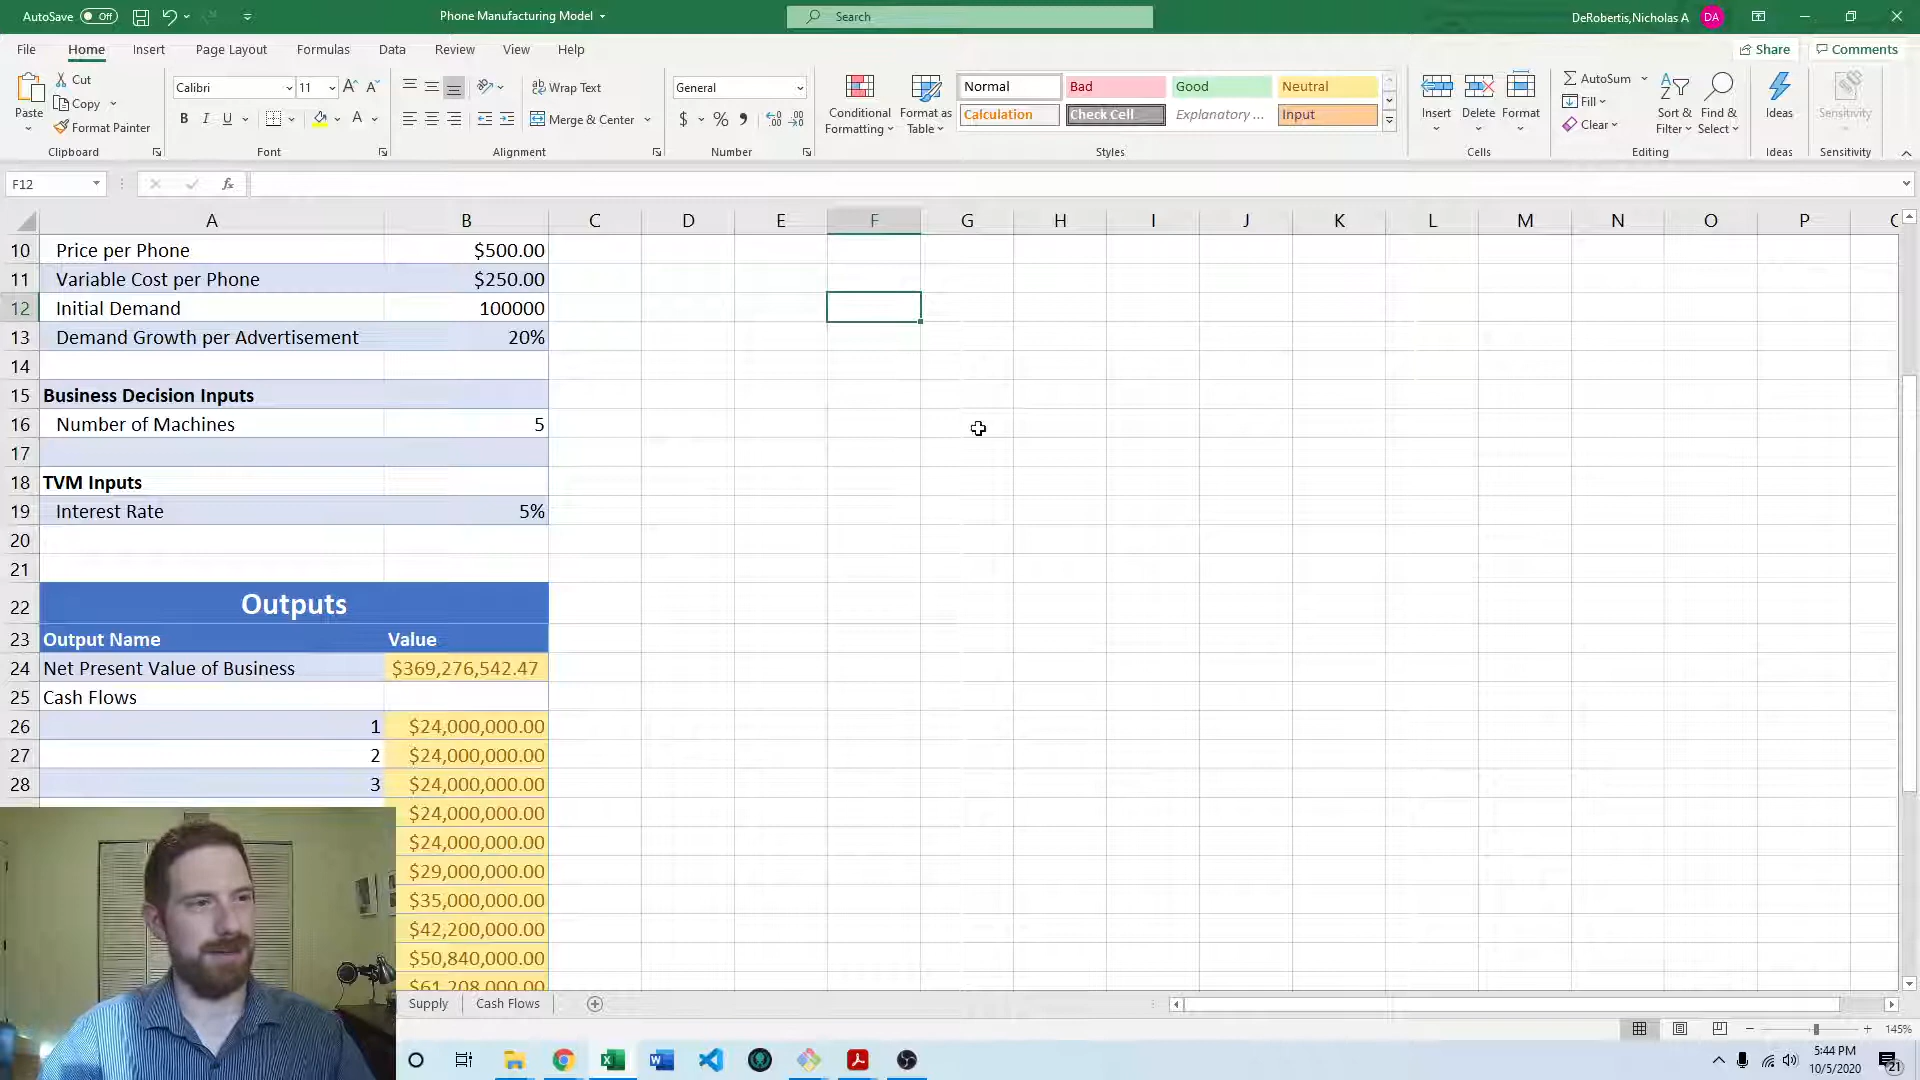 AutoSave Off Phone Manufacturing Model Search DeRobertis,Nicholas A DA
File Home Insert Page Layout Formulas Data Review View Help Share Comments
Paste Cut Copy Format Painter Clipboard
Calibri 11 A A B I U A Font
Wrap Text Merge & Center Alignment
General $ % Number
Conditional Formatting Format as Table
Normal Bad Good Neutral
Calculation Check Cell Explanatory ... Input
Styles
Insert Delete Format Cells
AutoSum Fill Clear Sort & Filter Find & Select Editing
Ideas Ideas
Sensitivity Sensitivity
F12 fx
A B C D E F G H I J K L M N O P
10 Price per Phone $500.00
11 Variable Cost per Phone $250.00
12 Initial Demand 100000
13 Demand Growth per Advertisement 20%
14
15 Business Decision Inputs
16 Number of Machines 5
17
18 TVM Inputs
19 Interest Rate 5%
20
21
22 Outputs
23 Output Name Value
24 Net Present Value of Business $369,276,542.47
25 Cash Flows
26 1 $24,000,000.00
27 2 $24,000,000.00
28 3 $24,000,000.00
$24,000,000.00
$24,000,000.00
$29,000,000.00
$35,000,000.00
$42,200,000.00
$50,840,000.00
$61,208,000.00
Supply Cash Flows
145%
5:44 PM
10/5/2020
21